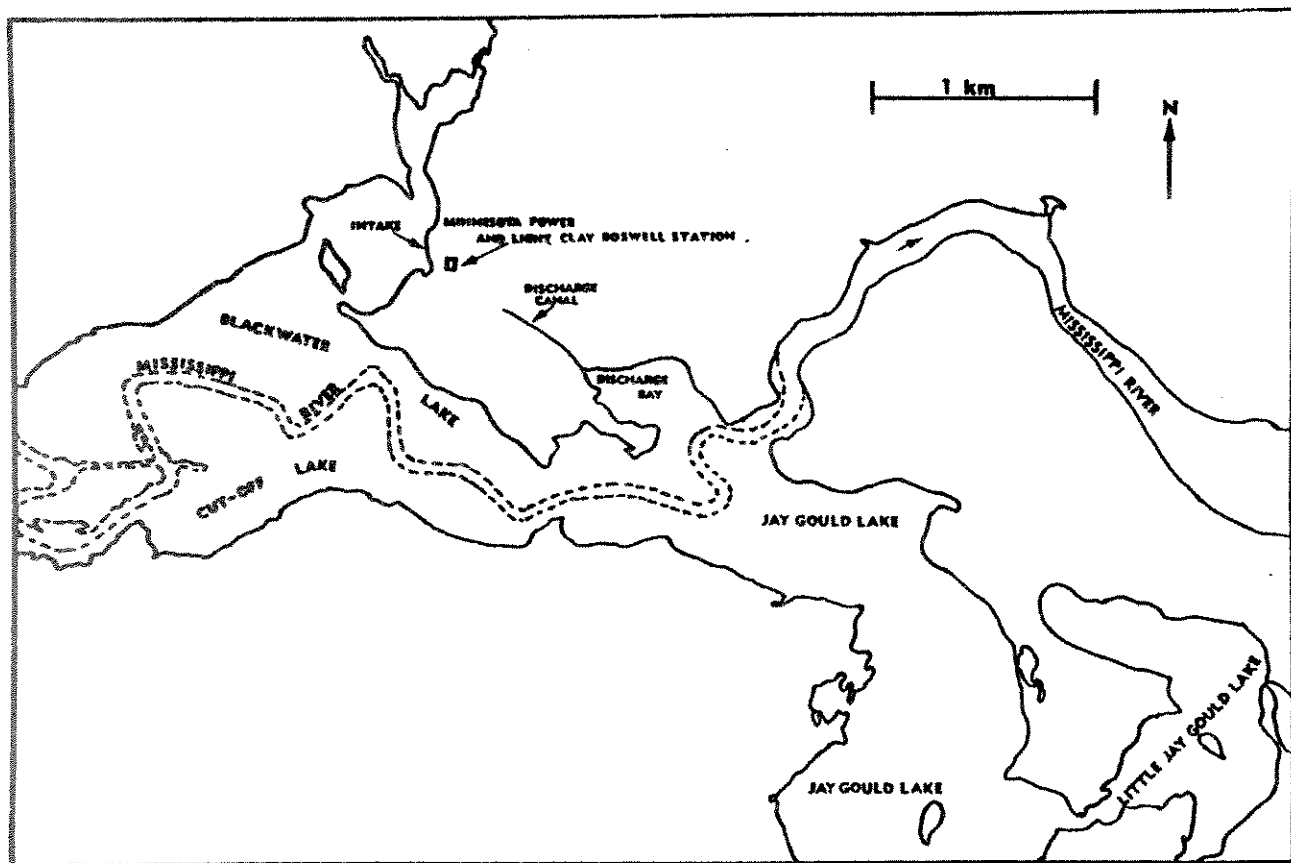 1 km
N
INTAKE
MINNESOTA POWER
AND LIGHT CLAY BOSWELL STATION
DISCHARGE
CANAL
BLACKWATER
LAKE
MISSISSIPPI
RIVER
DISCHARGE
BAY
MISSISSIPPI RIVER
CUT-OFF
LAKE
JAY GOULD LAKE
JAY GOULD LAKE
LITTLE JAY GOULD LAKE